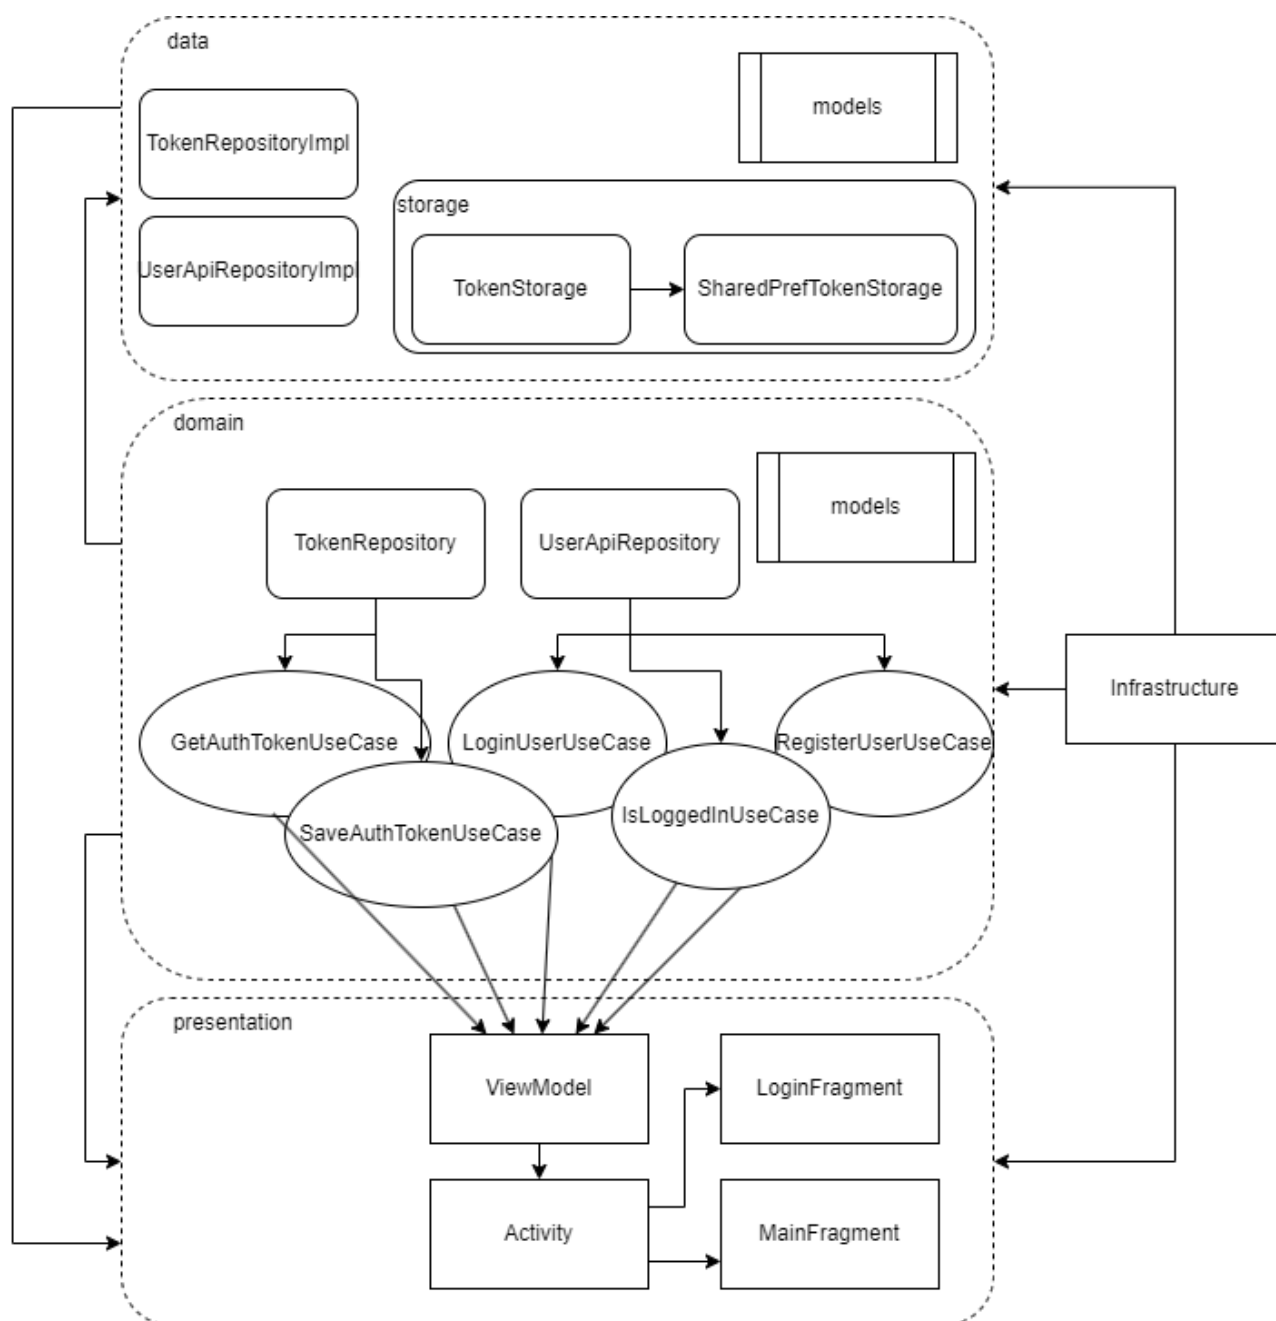 data
models
TokenRepositoryImpl
storage
UserApiRepositoryImpl
TokenStorage
SharedPrefTokenStorage
domain
models
TokenRepository
UserApiRepository
Infrastructure
GetAuthTokenUseCase
LoginUserUseCase
RegisterUserUseCase
IsLoggedInUseCase
SaveAuthTokenUseCase
presentation
ViewModel
LoginFragment
Activity
MainFragment